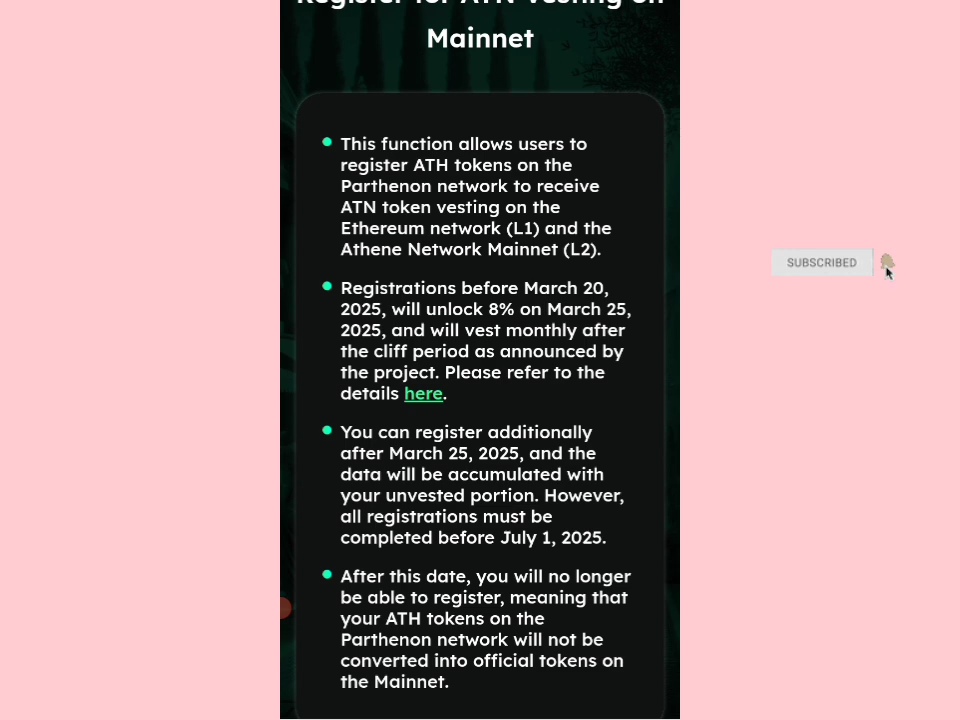 Register for ATN Vesting on
Mainnet
This function allows users to
register ATH tokens on the
Parthenon network to receive
ATN token vesting on the
Ethereum network (L1) and the
Athene Network Mainnet (L2).
Registrations before March 20,
2025, will unlock 8% on March 25,
2025, and will vest monthly after
the cliff period as announced by
the project. Please refer to the
details here.
You can register additionally
after March 25, 2025, and the
data will be accumulated with
your unvested portion. However,
all registrations must be
completed before July 1, 2025.
After this date, you will no longer
be able to register, meaning that
your ATH tokens on the
Parthenon network will not be
converted into official tokens on
the Mainnet.
SUBSCRIBED